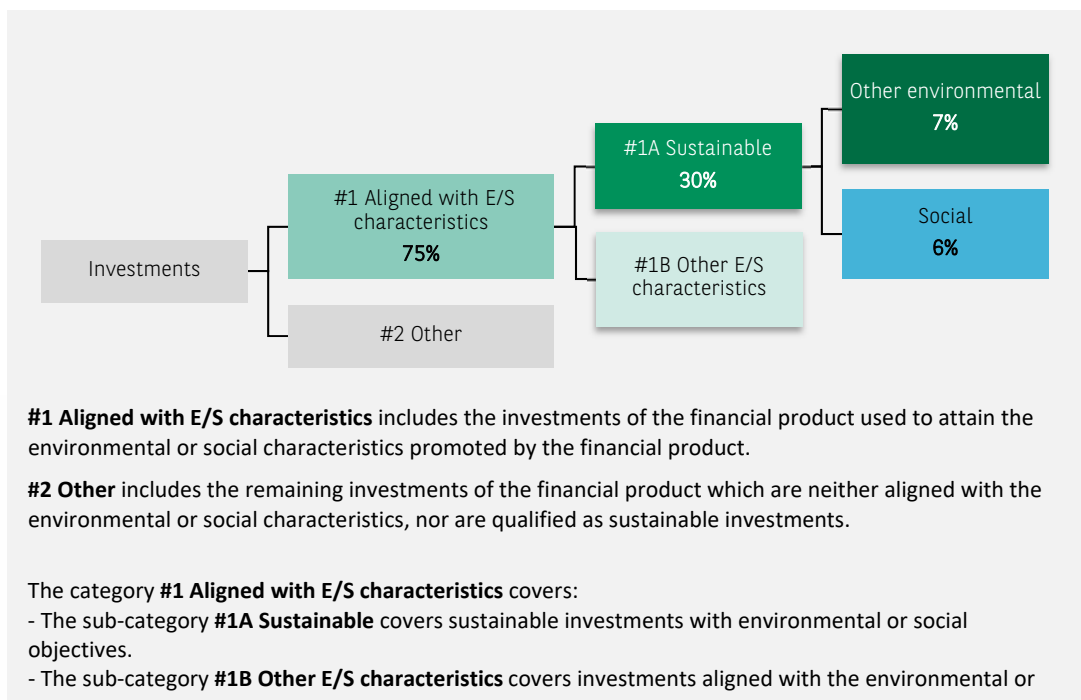 Other environmental
7%
#1A Sustainable
30%
#1 Aligned with E/S
characteristics
75%
Social
6%
Investments
#1B Other E/S
characteristics
#2 Other
#1 Aligned with E/S characteristics includes the investments of the financial product used to attain the
environmental or social characteristics promoted by the financial product.
#2 Other includes the remaining investments of the financial product which are neither aligned with the
environmental or social characteristics, nor are qualified as sustainable investments.
The category #1 Aligned with E/S characteristics covers:
- The sub-category #1A Sustainable covers sustainable investments with environmental or social
objectives.
- The sub-category #1B Other E/S characteristics covers investments aligned with the environmental or